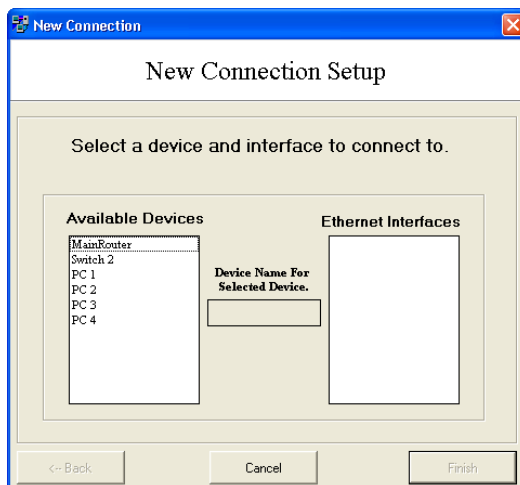 New Connection
New Connection Setup
Select a device and interface to connect to.
Available Devices
Ethernet Interfaces
MainRouter
Switch 2
PC 1
PC 2
PC 3
PC 4
Device Name For
Selected Device.
<-- Back
Cancel
Finish